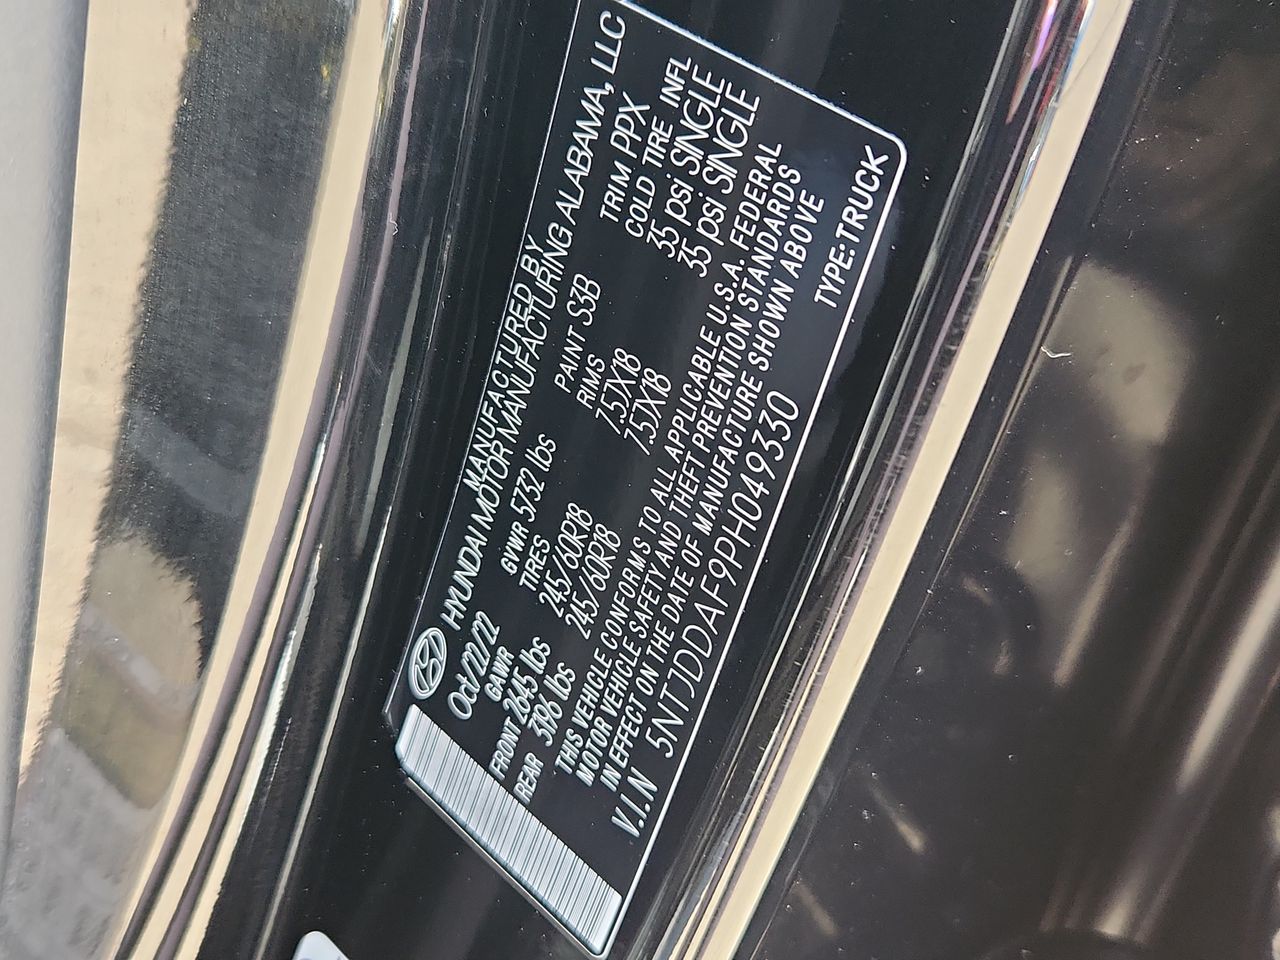 MANUFACTURED BY
HYUNDAI MOTOR MANUFACTURING ALABAMA, LLC
Oct/27/22 GVWR 5732 lbs PAINT S3B TRIM PPX
GAWR TIRES RIMS COLD TIRE INFL
FRONT 2645 lbs 245/60R18 7.5JX18 35 psi SINGLE
REAR 3196 lbs 245/60R18 7.5JX18 35 psi SINGLE
THIS VEHICLE CONFORMS TO ALL APPLICABLE U.S.A. FEDERAL
MOTOR VEHICLE SAFETY AND THEFT PREVENTION STANDARDS
IN EFFECT ON THE DATE OF MANUFACTURE SHOWN ABOVE
V.I.N 5NTJDDAF9PH049330 TYPE:TRUCK